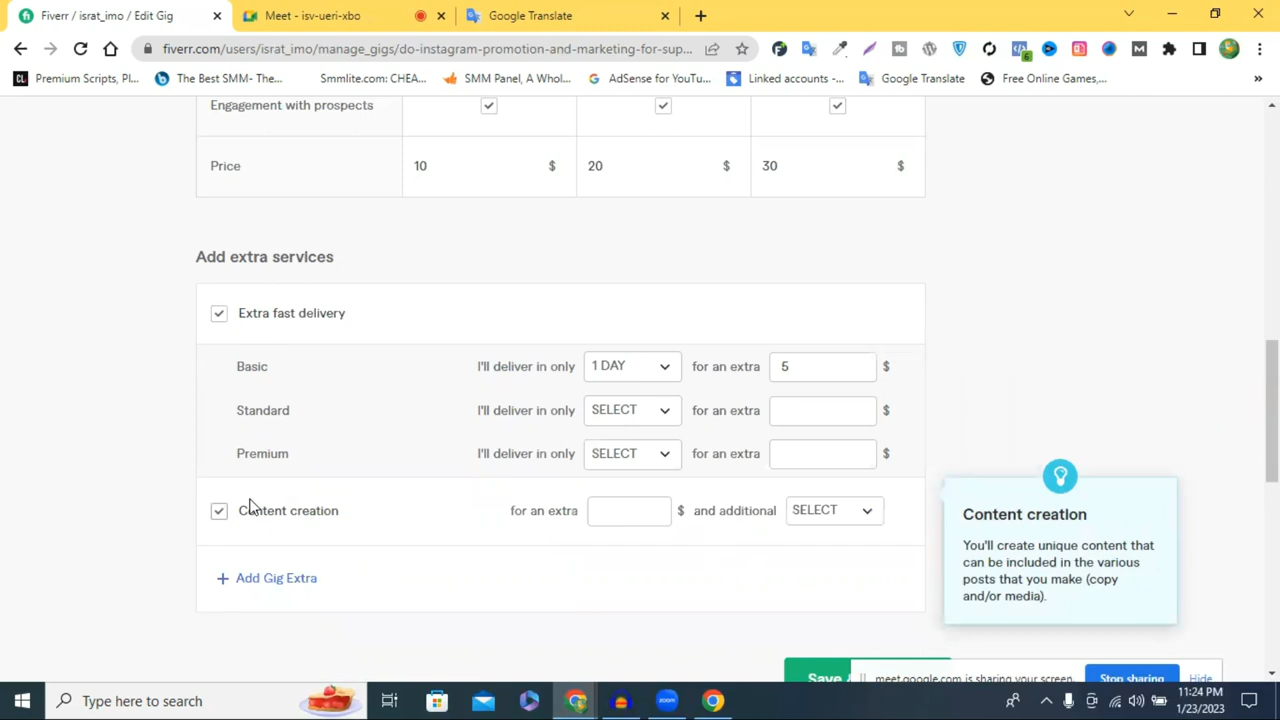 Fiverr / israt_imo / Edit Gig
Meet - isv-ueri-xbo
Google Translate
fiverr.com/users/israt_imo/manage_gigs/do-instagram-promotion-and-marketing-for-sup...
6
M
CL Premium Scripts, Pl...
The Best SMM- The...
Smmlite.com: CHEA...
SMM Panel, A Whol...
AdSense for YouTu...
Linked accounts -...
Google Translate
Free Online Games,...
»
Engagement with prospects
Price 10 $ 20 $ 30 $
Add extra services
Extra fast delivery
Basic I'll deliver in only 1 DAY for an extra 5 $
Standard I'll deliver in only SELECT for an extra $
Premium I'll deliver in only SELECT for an extra $
Content creation for an extra $ and additional SELECT
+ Add Gig Extra
Content creation
You'll create unique content that
can be included in the various
posts that you make (copy
and/or media).
Save
meet.google.com is sharing your screen.
Stop sharing
Hide
Type here to search
zoom
11:24 PM
1/23/2023